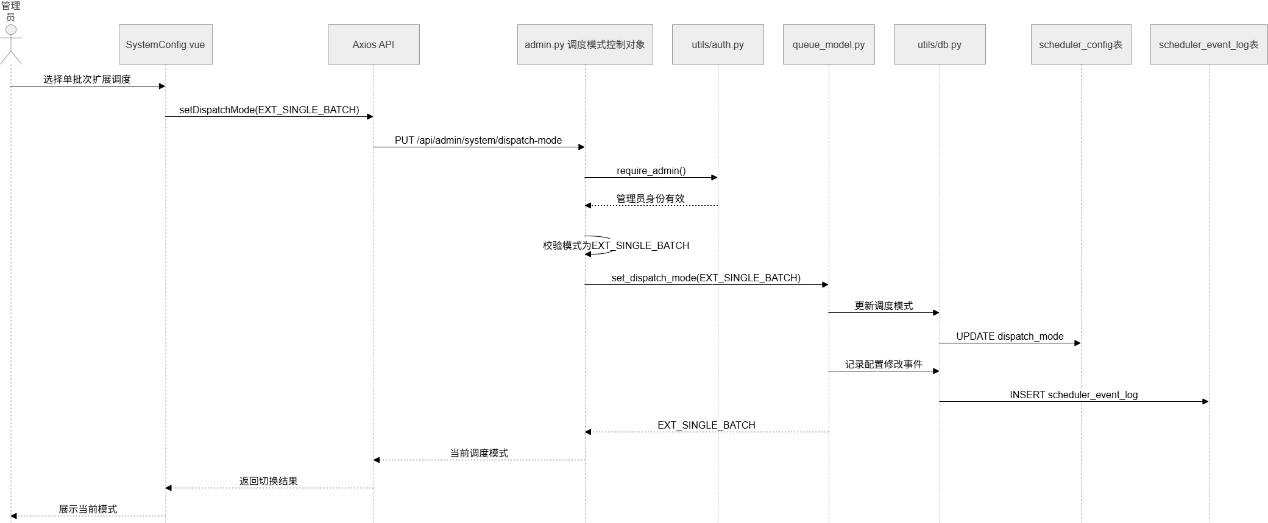 管理
员
SystemConfig.vue
Axios API
admin.py 调度模式控制对象
utils/auth.py
queue_model.py
utils/db.py
scheduler_config表
scheduler_event_log表
选择单批次扩展调度
setDispatchMode(EXT_SINGLE_BATCH)
PUT /api/admin/system/dispatch-mode
require_admin()
管理员身份有效
校验模式为EXT_SINGLE_BATCH
set_dispatch_mode(EXT_SINGLE_BATCH)
更新调度模式
UPDATE dispatch_mode
记录配置修改事件
INSERT scheduler_event_log
EXT_SINGLE_BATCH
当前调度模式
返回切换结果
展示当前模式